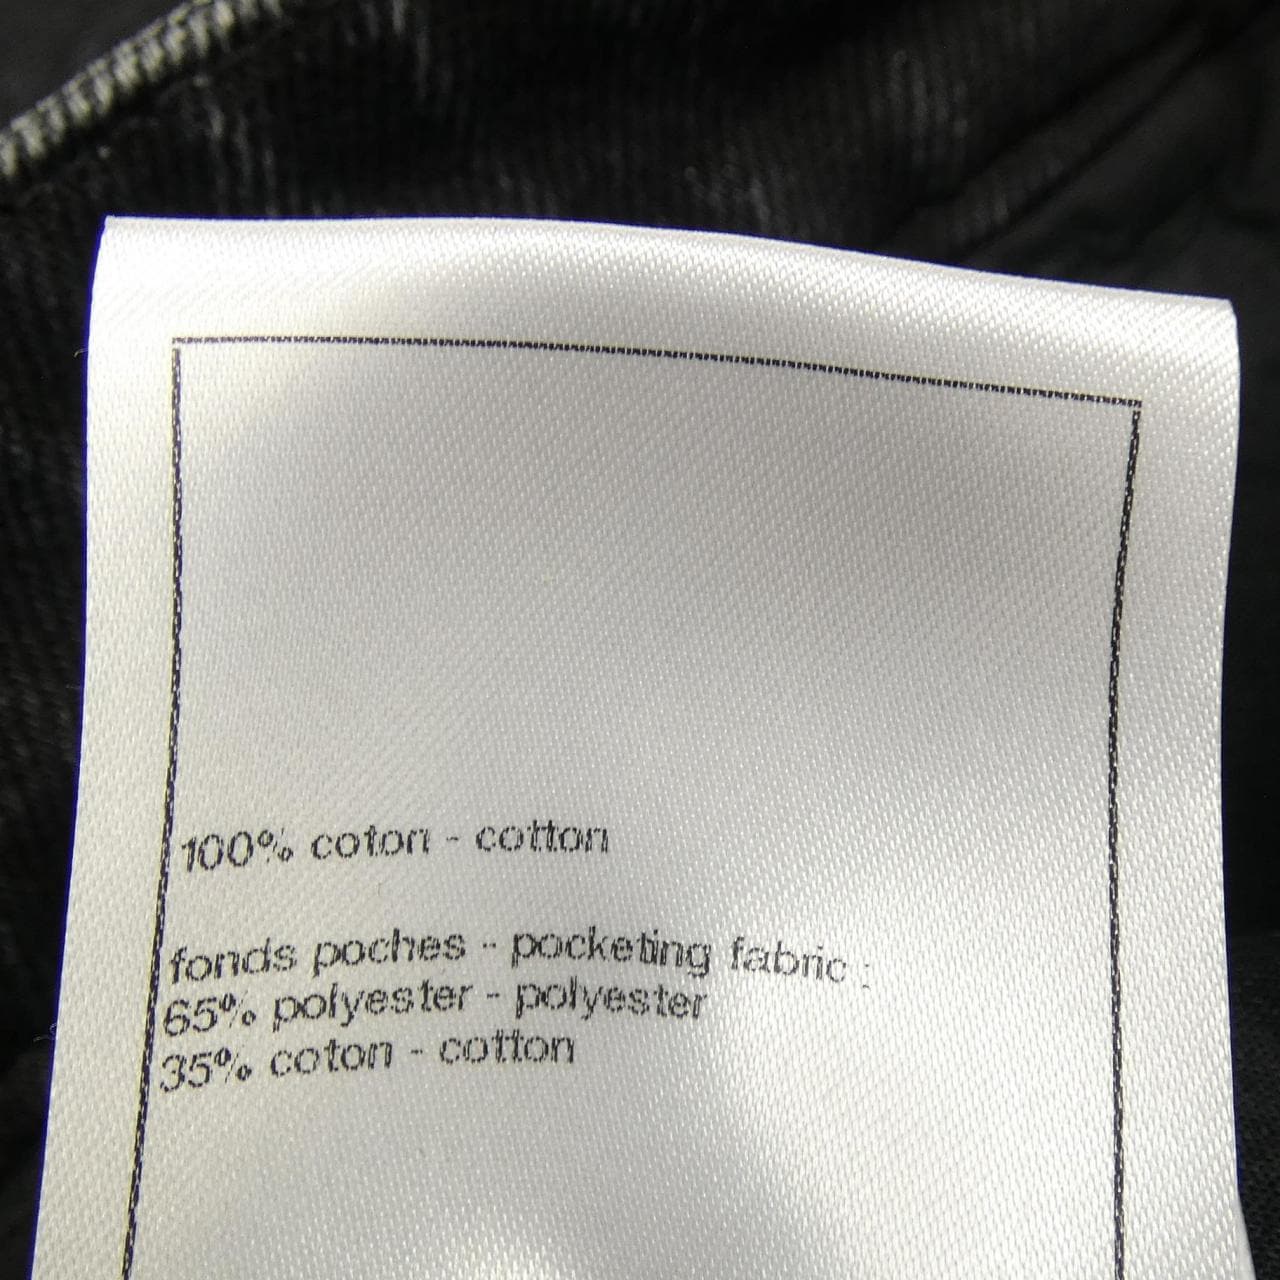 100% coton - cotton
fonds poches - pocketing fabric :
65% polyester - polyester
35% coton - cotton